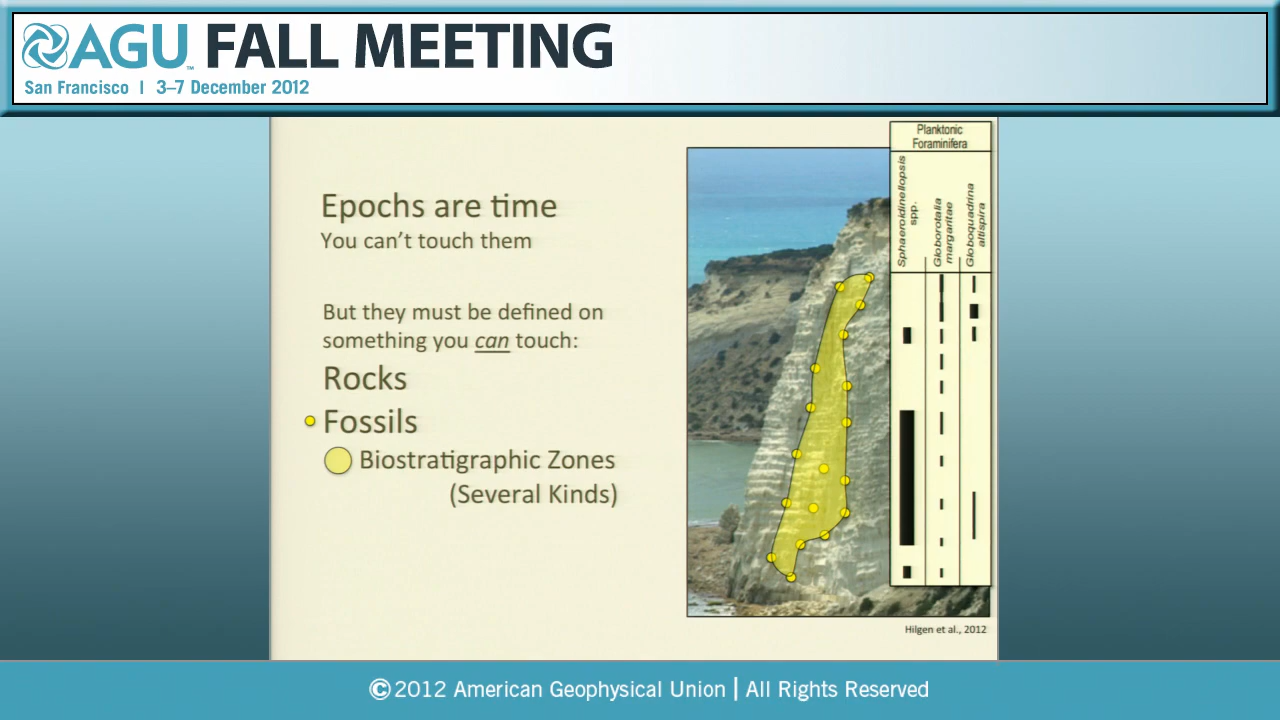 AGU FALL MEETING
San Francisco | 3–7 December 2012
Epochs are time
You can't touch them
But they must be defined on
something you can touch:
Rocks
Fossils
Biostratigraphic Zones
(Several Kinds)
Planktonic
Foraminifera
Sphaeroidinellopsis
spp.
Globorotalia
margaritae
Globoquadrina
altispira
Hilgen et al., 2012
©2012 American Geophysical Union | All Rights Reserved